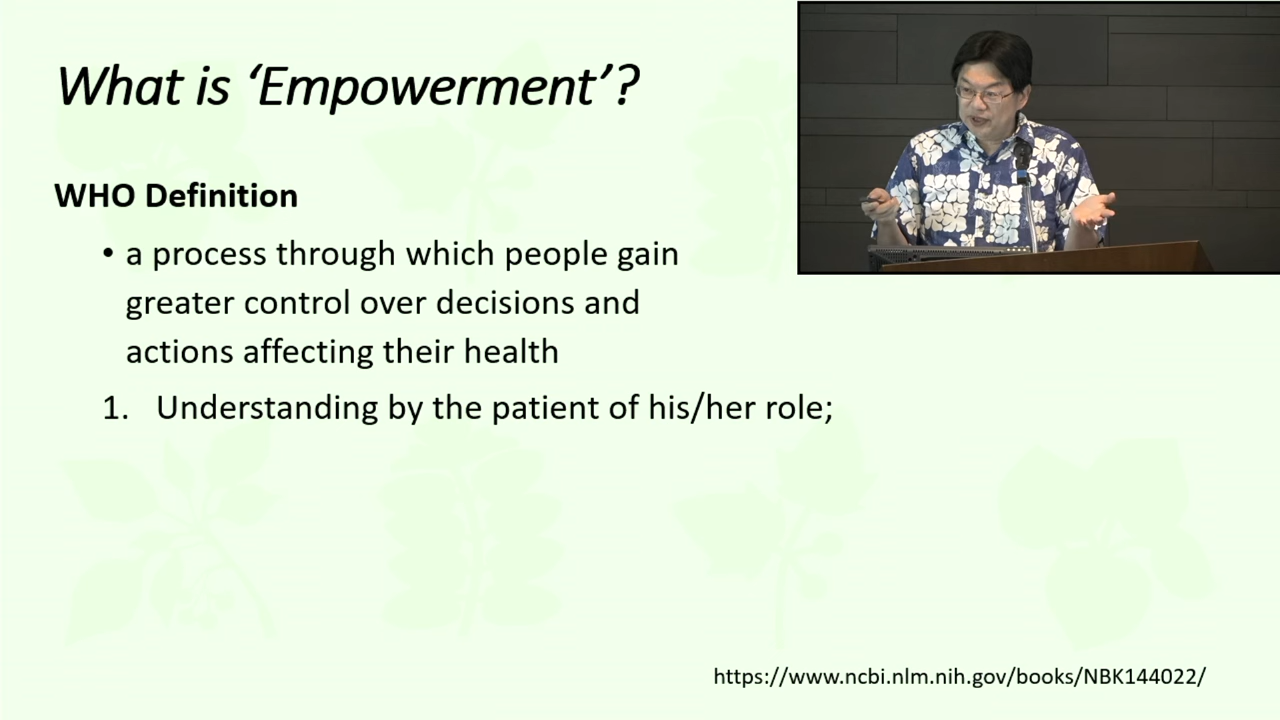 What is ‘Empowerment’?
WHO Definition
• a process through which people gain
greater control over decisions and
actions affecting their health
1. Understanding by the patient of his/her role;
https://www.ncbi.nlm.nih.gov/books/NBK144022/